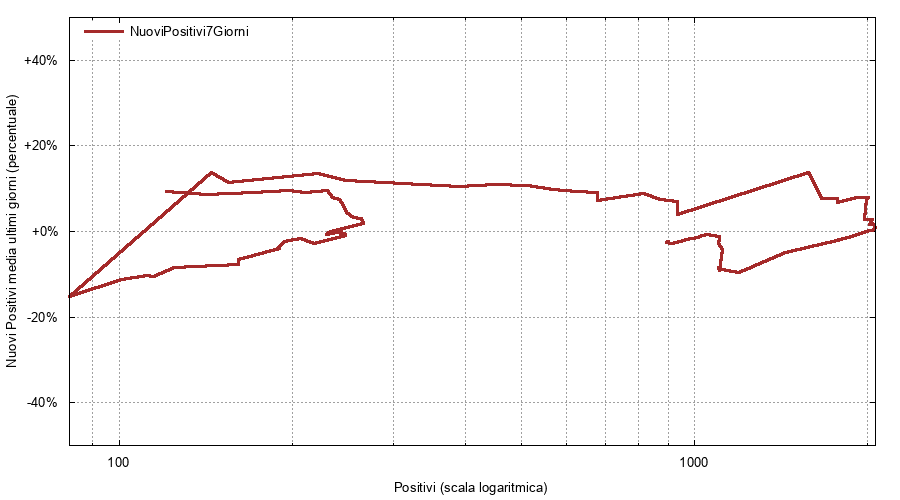 NuoviPositivi7Giorni
+40%
+20%
+0%
-20%
-40%
Nuovi Positivi media ultimi giorni (percentuale)
100
1000
Positivi (scala logaritmica)